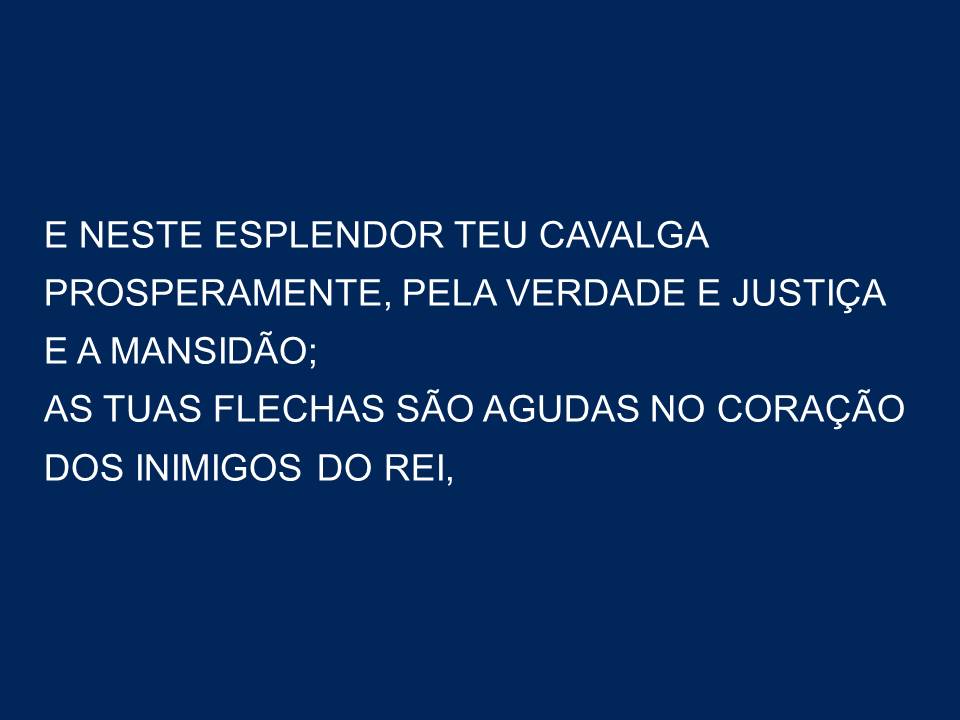 E NESTE ESPLENDOR TEU CAVALGA
PROSPERAMENTE, PELA VERDADE E JUSTIÇA
E A MANSIDÃO;
AS TUAS FLECHAS SÃO AGUDAS NO CORAÇÃO
DOS INIMIGOS DO REI,